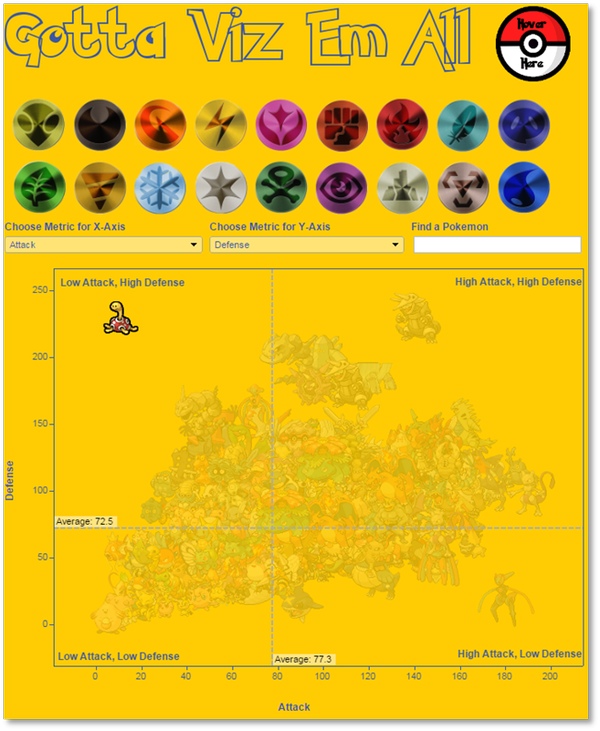 Gotta Viz Em All
Hover
Here
Choose Metric for X-Axis
Choose Metric for Y-Axis
Find a Pokemon
Attack
Defense
Low Attack, High Defense
High Attack, High Defense
250
200
150
100
50
0
Defense
Average: 72.5
Low Attack, Low Defense
Average: 77.3
High Attack, Low Defense
0
20
40
60
80
100
120
140
160
180
200
Attack